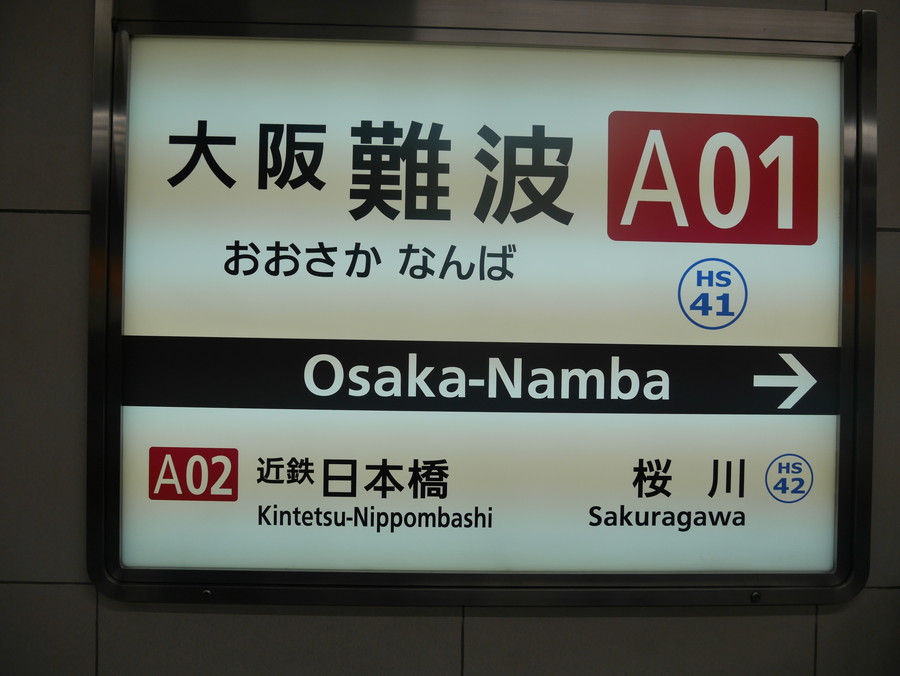 大阪難波 A01
おおさか なんば
HS
41
Osaka-Namba →
A02 近鉄日本橋 桜川 HS 42
Kintetsu-Nippombashi Sakuragawa